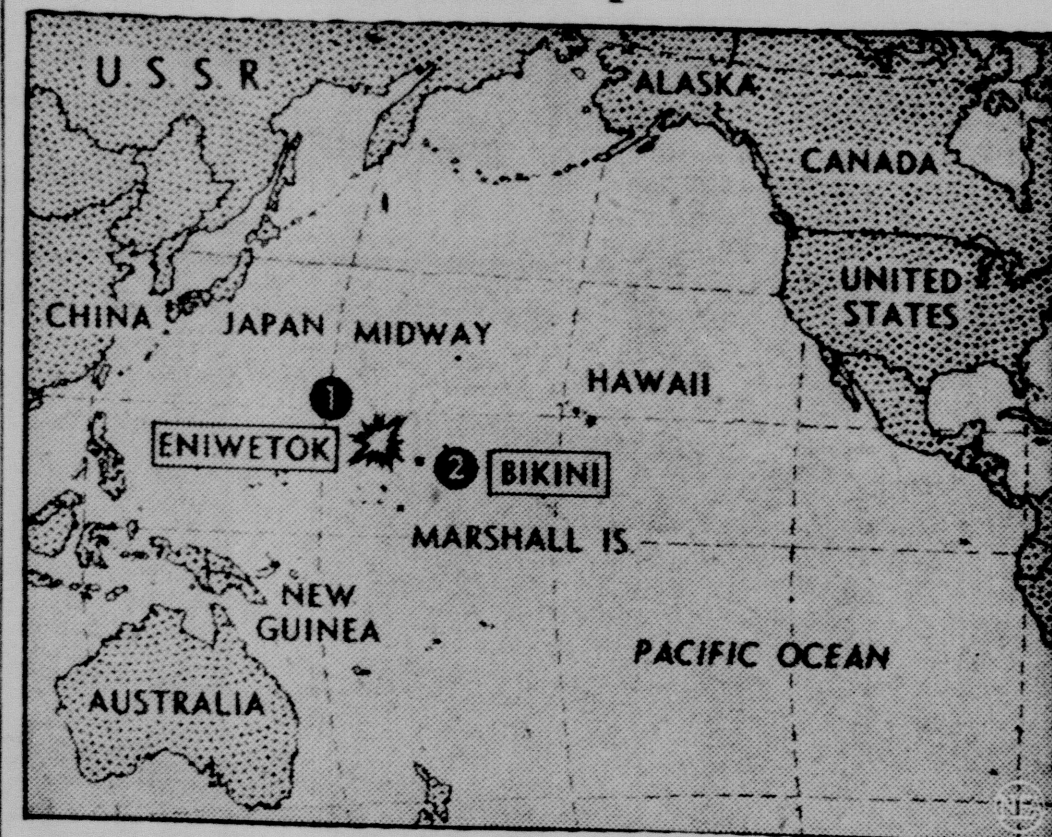 U.S.S.R.
ALASKA
CANADA
UNITED
STATES
CHINA
JAPAN
MIDWAY
HAWAII
1
ENIWETOK
2
BIKINI
MARSHALL IS.
NEW
GUINEA
PACIFIC OCEAN
AUSTRALIA